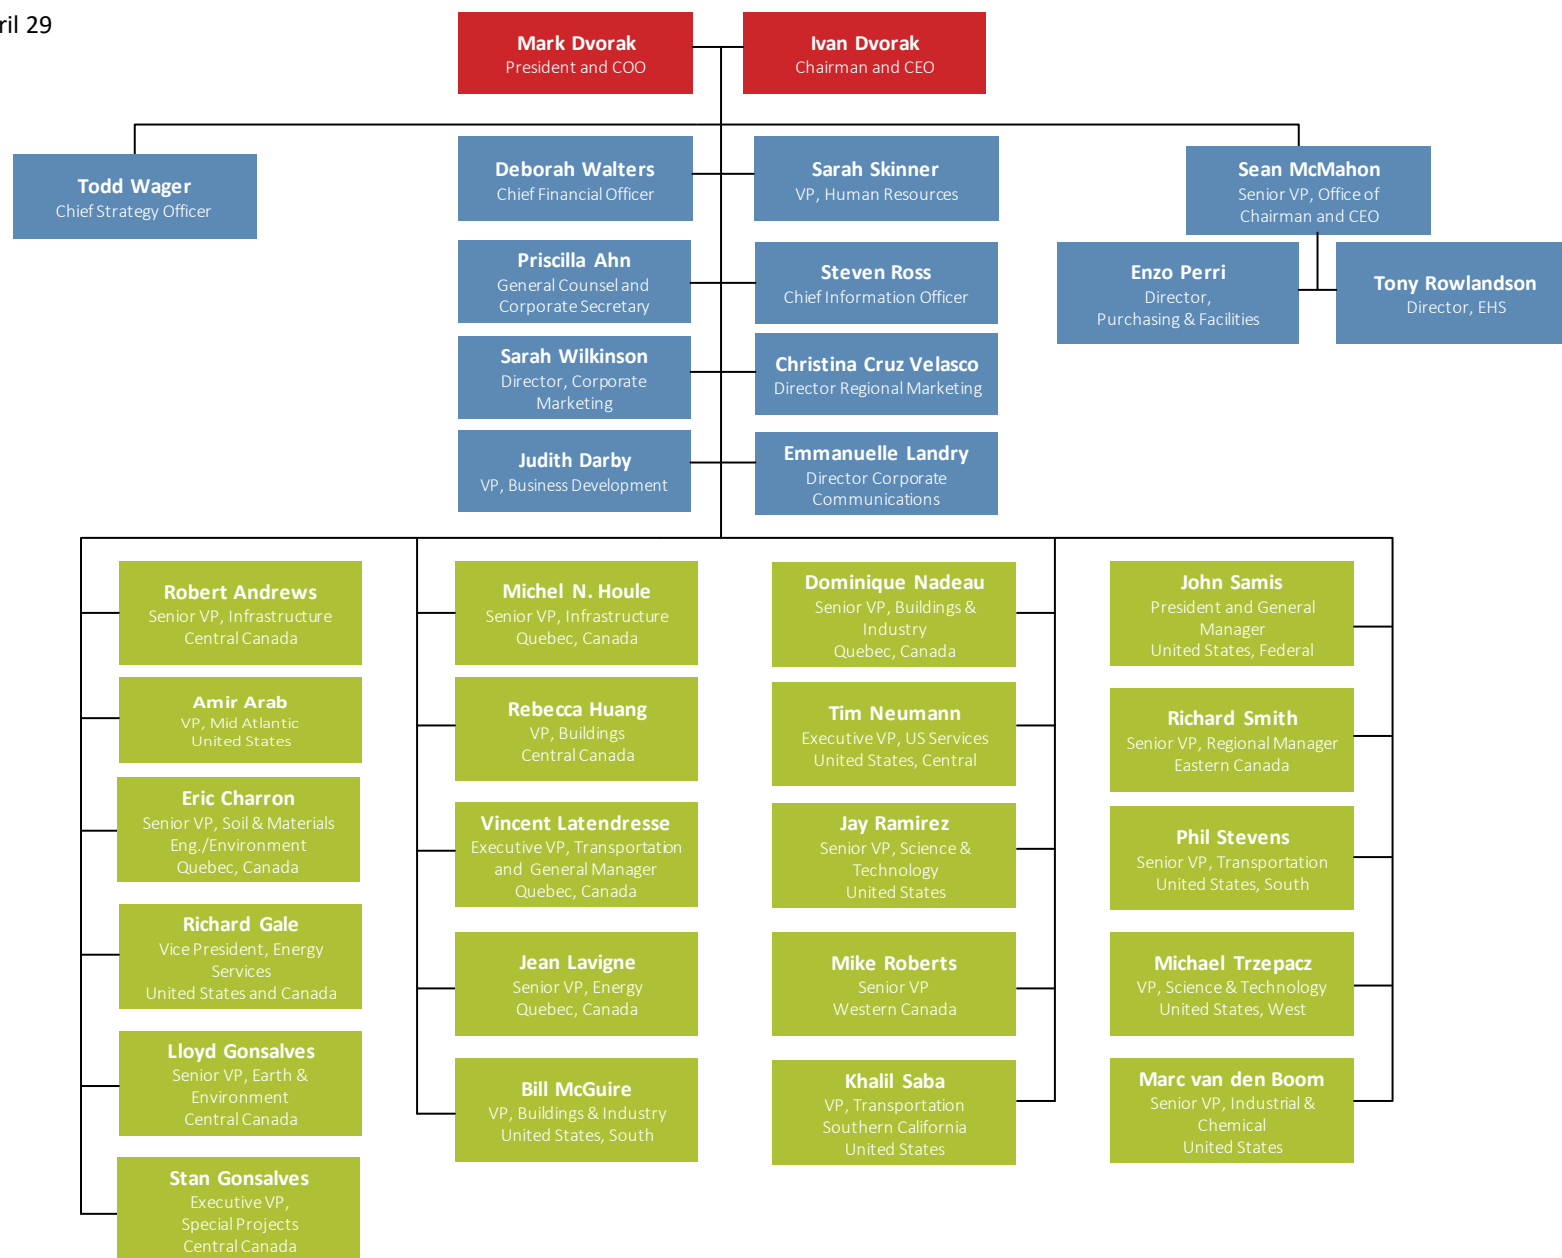 ril 29
Mark Dvorak
President and COO
Ivan Dvorak
Chairman and CEO
Todd Wager
Chief Strategy Officer
Deborah Walters
Chief Financial Officer
Sarah Skinner
VP, Human Resources
Sean McMahon
Senior VP, Office of
Chairman and CEO
Priscilla Ahn
General Counsel and
Corporate Secretary
Steven Ross
Chief Information Officer
Enzo Perri
Director,
Purchasing & Facilities
Tony Rowlandson
Director, EHS
Sarah Wilkinson
Director, Corporate
Marketing
Christina Cruz Velasco
Director Regional Marketing
Judith Darby
VP, Business Development
Emmanuelle Landry
Director Corporate
Communications
Robert Andrews
Senior VP, Infrastructure
Central Canada
Amir Arab
VP, Mid Atlantic
United States
Eric Charron
Senior VP, Soil & Materials
Eng./Environment
Quebec, Canada
Richard Gale
Vice President, Energy
Services
United States and Canada
Lloyd Gonsalves
Senior VP, Earth &
Environment
Central Canada
Stan Gonsalves
Executive VP,
Special Projects
Central Canada
Michel N. Houle
Senior VP, Infrastructure
Quebec, Canada
Rebecca Huang
VP, Buildings
Central Canada
Vincent Latendresse
Executive VP, Transportation
and General Manager
Quebec, Canada
Jean Lavigne
Senior VP, Energy
Quebec, Canada
Bill McGuire
VP, Buildings & Industry
United States, South
Dominique Nadeau
Senior VP, Buildings &
Industry
Quebec, Canada
Tim Neumann
Executive VP, US Services
United States, Central
Jay Ramirez
Senior VP, Science &
Technology
United States
Mike Roberts
Senior VP
Western Canada
Khalil Saba
VP, Transportation
Southern California
United States
John Samis
President and General
Manager
United States, Federal
Richard Smith
Senior VP, Regional Manager
Eastern Canada
Phil Stevens
Senior VP, Transportation
United States, South
Michael Trzepacz
VP, Science & Technology
United States, West
Marc van den Boom
Senior VP, Industrial &
Chemical
United States